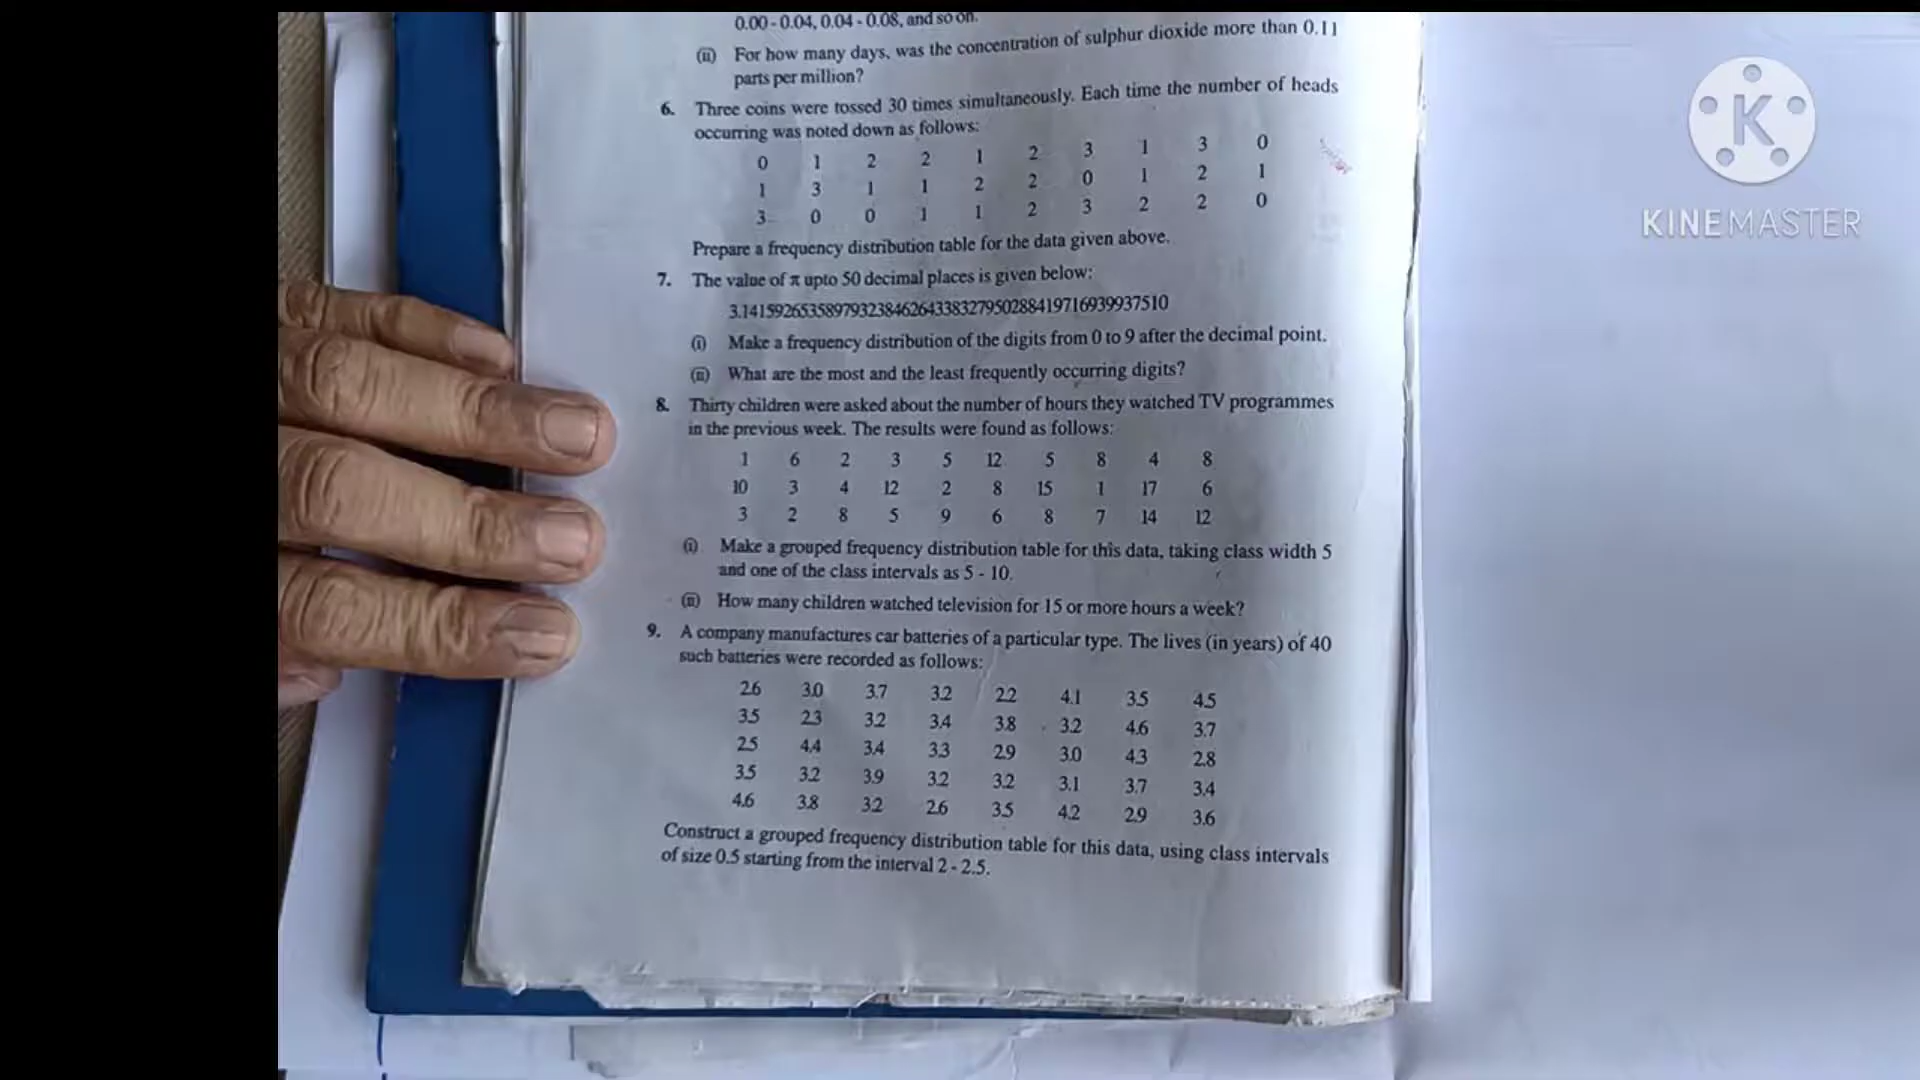 0.00 - 0.04, 0.04 - 0.08, and so on.
(ii) For how many days, was the concentration of sulphur dioxide more than 0.11
parts per million?
6. Three coins were tossed 30 times simultaneously. Each time the number of heads
occurring was noted down as follows:
0 1 2 2 1 2 3 1 3 0
1 3 1 1 2 2 0 1 2 1
3 0 0 1 1 2 3 2 2 0
Prepare a frequency distribution table for the data given above.
7. The value of π upto 50 decimal places is given below:
3.14159265358979323846264338327950288419716939937510
(i) Make a frequency distribution of the digits from 0 to 9 after the decimal point.
(ii) What are the most and the least frequently occurring digits?
8. Thirty children were asked about the number of hours they watched TV programmes
in the previous week. The results were found as follows:
1 6 2 3 5 12 5 8 4 8
10 3 4 12 2 8 15 1 17 6
3 2 8 5 9 6 8 7 14 12
(i) Make a grouped frequency distribution table for this data, taking class width 5
and one of the class intervals as 5 - 10.
(ii) How many children watched television for 15 or more hours a week?
9. A company manufactures car batteries of a particular type. The lives (in years) of 40
such batteries were recorded as follows:
2.6 3.0 3.7 3.2 2.2 4.1 3.5 4.5
3.5 2.3 3.2 3.4 3.8 3.2 4.6 3.7
2.5 4.4 3.4 3.3 2.9 3.0 4.3 2.8
3.5 3.2 3.9 3.2 3.2 3.1 3.7 3.4
4.6 3.8 3.2 2.6 3.5 4.2 2.9 3.6
Construct a grouped frequency distribution table for this data, using class intervals
of size 0.5 starting from the interval 2 - 2.5.
K
KINEMASTER